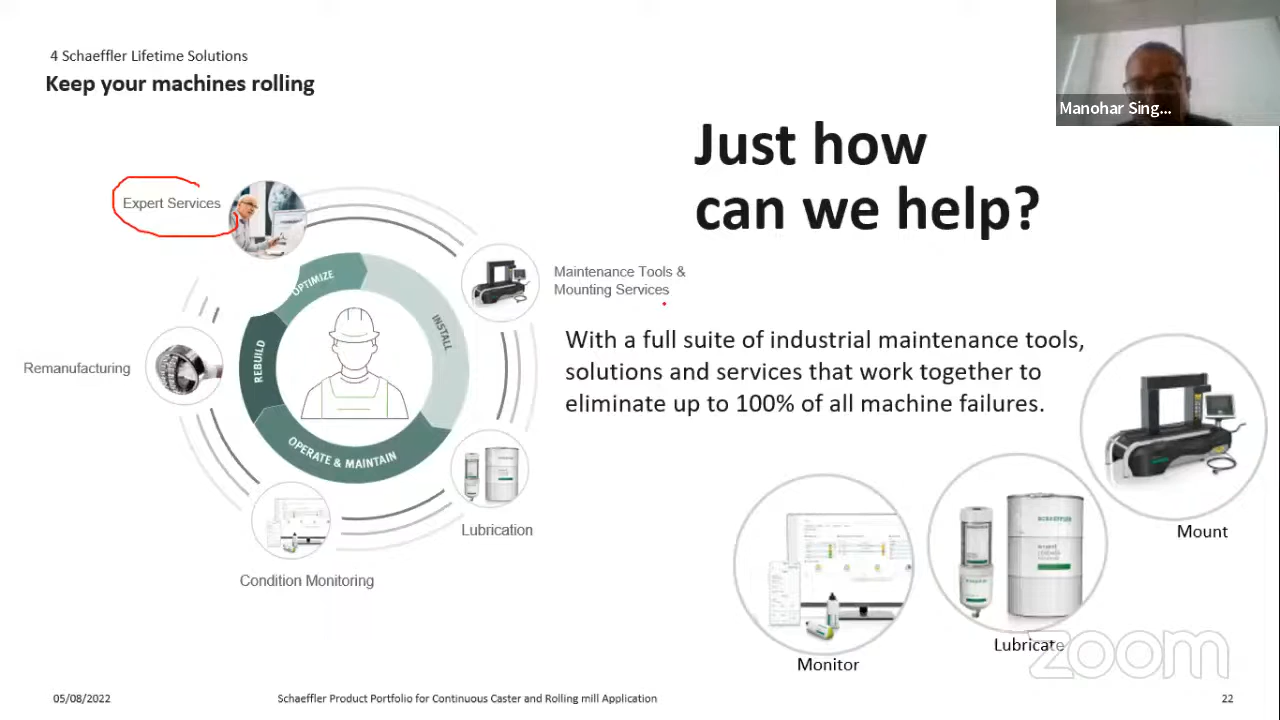 4 Schaeffler Lifetime Solutions
Keep your machines rolling
Manohar Sing...
Just how
can we help?
Expert Services
OPTIMIZE
INSTALL
REBUILD
OPERATE & MAINTAIN
Maintenance Tools &
Mounting Services
Remanufacturing
With a full suite of industrial maintenance tools,
solutions and services that work together to
eliminate up to 100% of all machine failures.
Lubrication
Condition Monitoring
SCHAEFFLER
Mount
Lubricate
Monitor
zoom
05/08/2022
Schaeffler Product Portfolio for Continuous Caster and Rolling mill Application
22